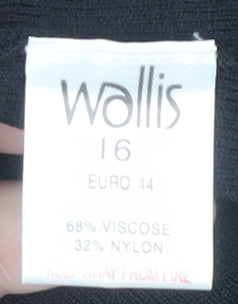 wallis
16
EURO 44
68% VISCOSE
32% NYLON
KEEP AWAY FROM FIRE